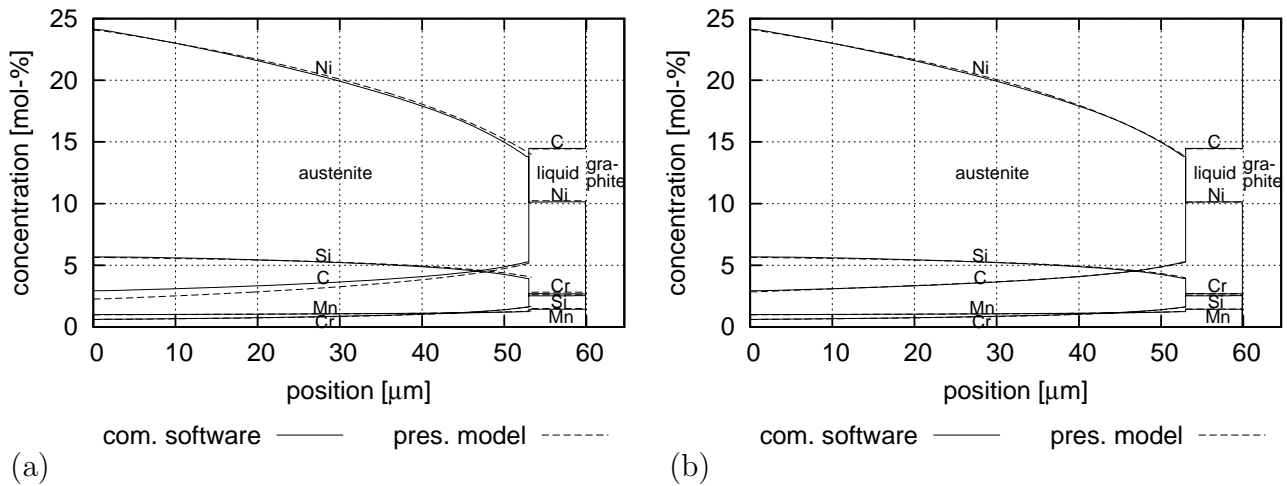 25
20
15
10
5
0
concentration [mol-%]
Ni
C
austenite
liquid
gra-
phite
Ni
Si
C
Cr
Si
Mn
Mn
Cr
0 10 20 30 40 50 60
position [μm]
com. software
pres. model
(a)
25
20
15
10
5
0
concentration [mol-%]
Ni
C
austenite
liquid
gra-
phite
Ni
Si
C
Cr
Si
Mn
Mn
Cr
0 10 20 30 40 50 60
position [μm]
com. software
pres. model
(b)